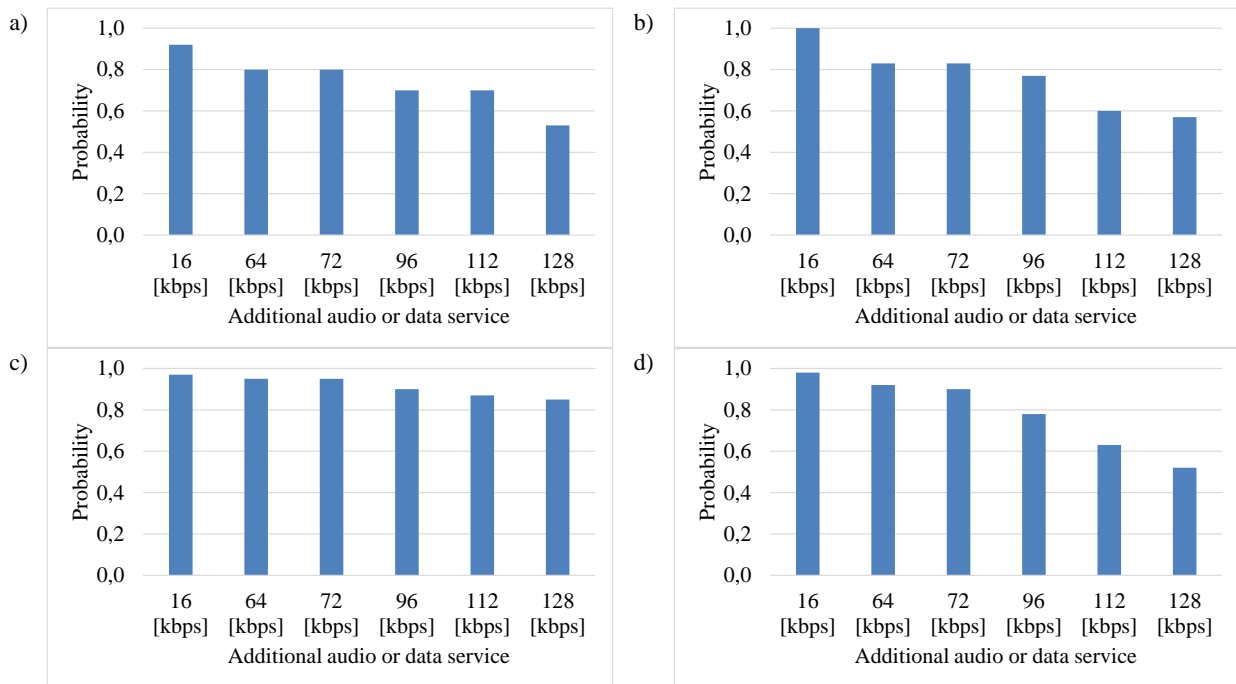 a)
1,0
0,8
0,6
0,4
0,2
0,0
Probability
16 64 72 96 112 128
[kbps] [kbps] [kbps] [kbps] [kbps] [kbps]
Additional audio or data service
b)
1,0
0,8
0,6
0,4
0,2
0,0
Probability
16 64 72 96 112 128
[kbps] [kbps] [kbps] [kbps] [kbps] [kbps]
Additional audio or data service
c)
1,0
0,8
0,6
0,4
0,2
0,0
Probability
16 64 72 96 112 128
[kbps] [kbps] [kbps] [kbps] [kbps] [kbps]
Additional audio or data service
d)
1,0
0,8
0,6
0,4
0,2
0,0
Probability
16 64 72 96 112 128
[kbps] [kbps] [kbps] [kbps] [kbps] [kbps]
Additional audio or data service